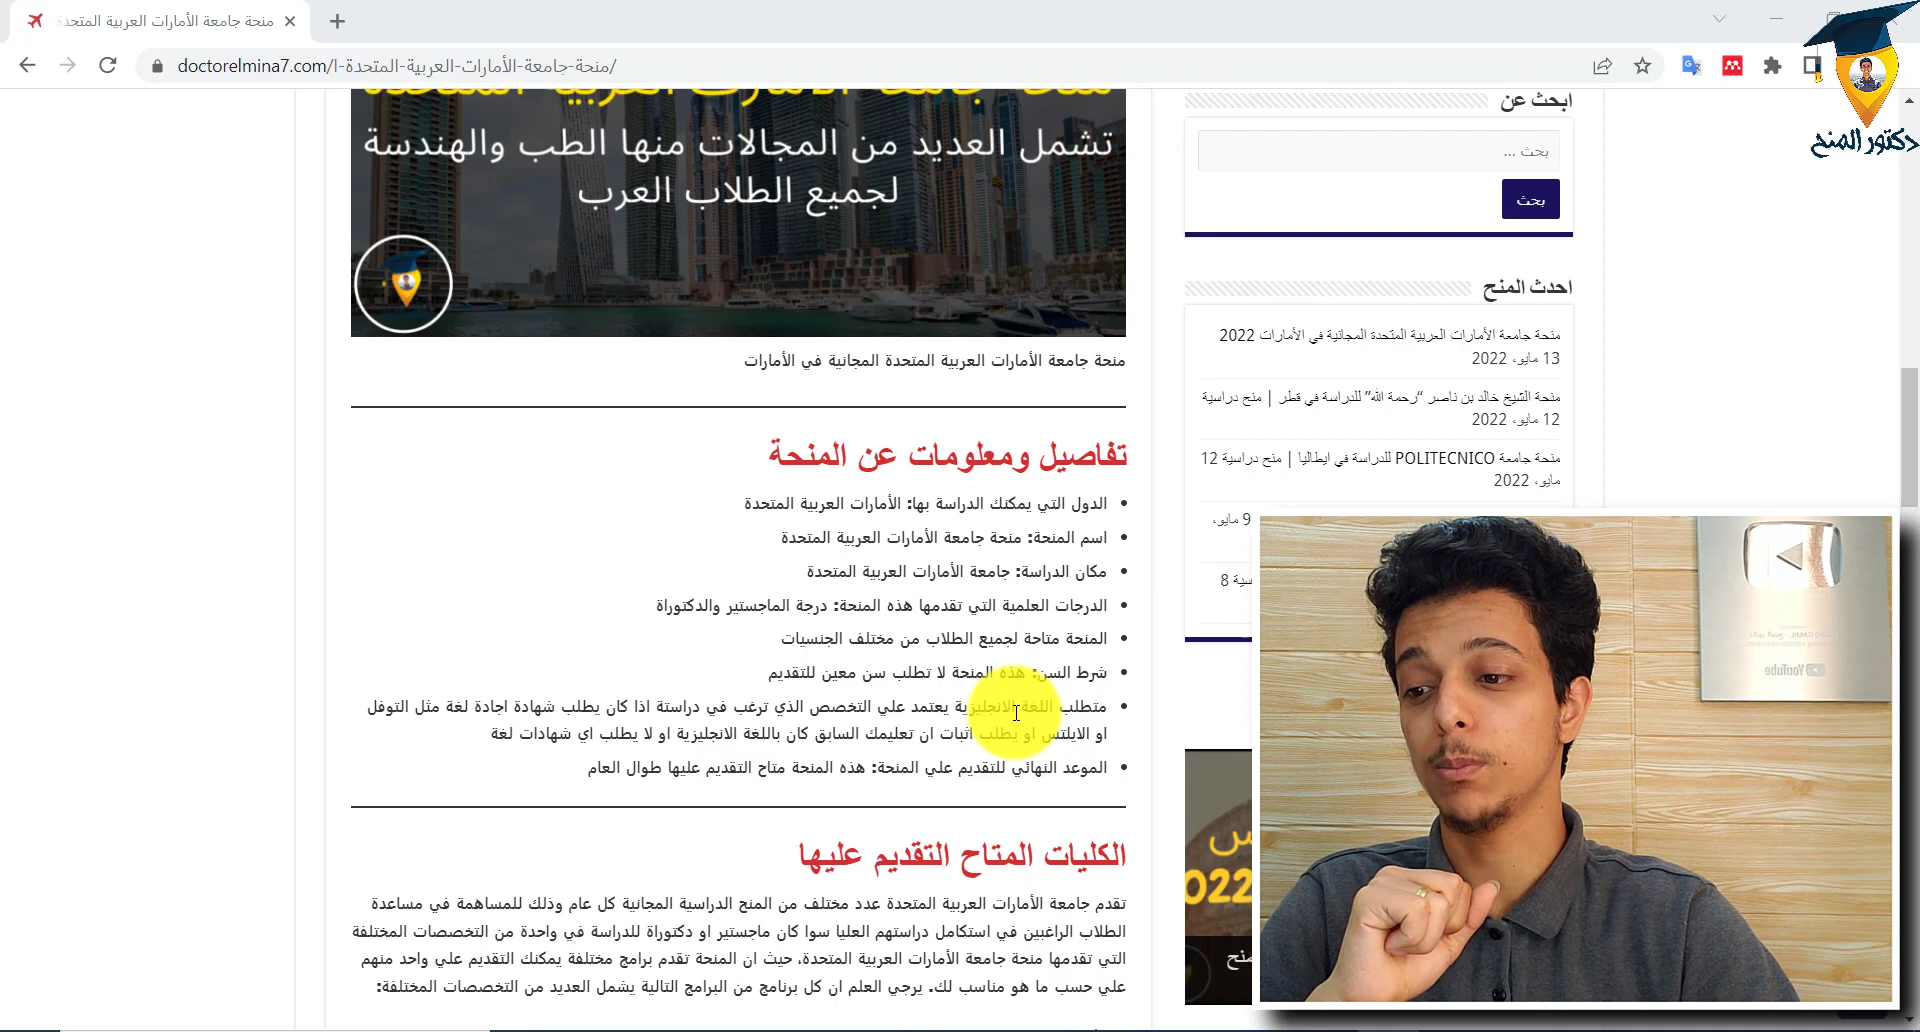 منحة جامعة الأمارات العربية المتحدة
doctorelmina7.com/منحة-جامعة-الأمارات-العربية-المتحدة-ا/
دكتور المنح
منحة جامعة الأمارات العربية المتحدة
تشمل العديد من المجالات منها الطب والهندسة
لجميع الطلاب العرب
منحة جامعة الأمارات العربية المتحدة المجانية في الأمارات
تفاصيل ومعلومات عن المنحة
الدول التي يمكنك الدراسة بها: الأمارات العربية المتحدة
اسم المنحة: منحة جامعة الأمارات العربية المتحدة
مكان الدراسة: جامعة الأمارات العربية المتحدة
الدرجات العلمية التي تقدمها هذه المنحة: درجة الماجستير والدكتوراة
المنحة متاحة لجميع الطلاب من مختلف الجنسيات
شرط السن: هذه المنحة لا تطلب سن معين للتقديم
متطلب اللغة الانجليزية يعتمد علي التخصص الذي ترغب في دراستة اذا كان يطلب شهادة اجادة لغة مثل التوفل
او الايلتس او يطلب اثبات ان تعليمك السابق كان باللغة الانجليزية او لا يطلب اي شهادات لغة
الموعد النهائي للتقديم علي المنحة: هذه المنحة متاح التقديم عليها طوال العام
الكليات المتاح التقديم عليها
تقدم جامعة الأمارات العربية المتحدة عدد مختلف من المنح الدراسية المجانية كل عام وذلك للمساهمة في مساعدة
الطلاب الراغبين في استكمال دراستهم العليا سوا كان ماجستير او دكتوراة للدراسة في واحدة من التخصصات المختلفة
التي تقدمها منحة جامعة الأمارات العربية المتحدة، حيث ان المنحة تقدم برامج مختلفة يمكنك التقديم علي واحد منهم
علي حسب ما هو مناسب لك. يرجي العلم ان كل برنامج من البرامج التالية يشمل العديد من التخصصات المختلفة:
ابحث عن
بحث ...
بحث
احدث المنح
منحة جامعة الأمارات العربية المتحدة المجانية في الأمارات 2022
13 مايو، 2022
منحة الشيخ خالد بن ناصر “رحمة الله” للدراسة في قطر | منح دراسية
12 مايو، 2022
منحة جامعة POLITECNICO للدراسة في ايطاليا | منح دراسية 12
مايو، 2022
9 مايو،
سية 8
س
022
منح
YouTube